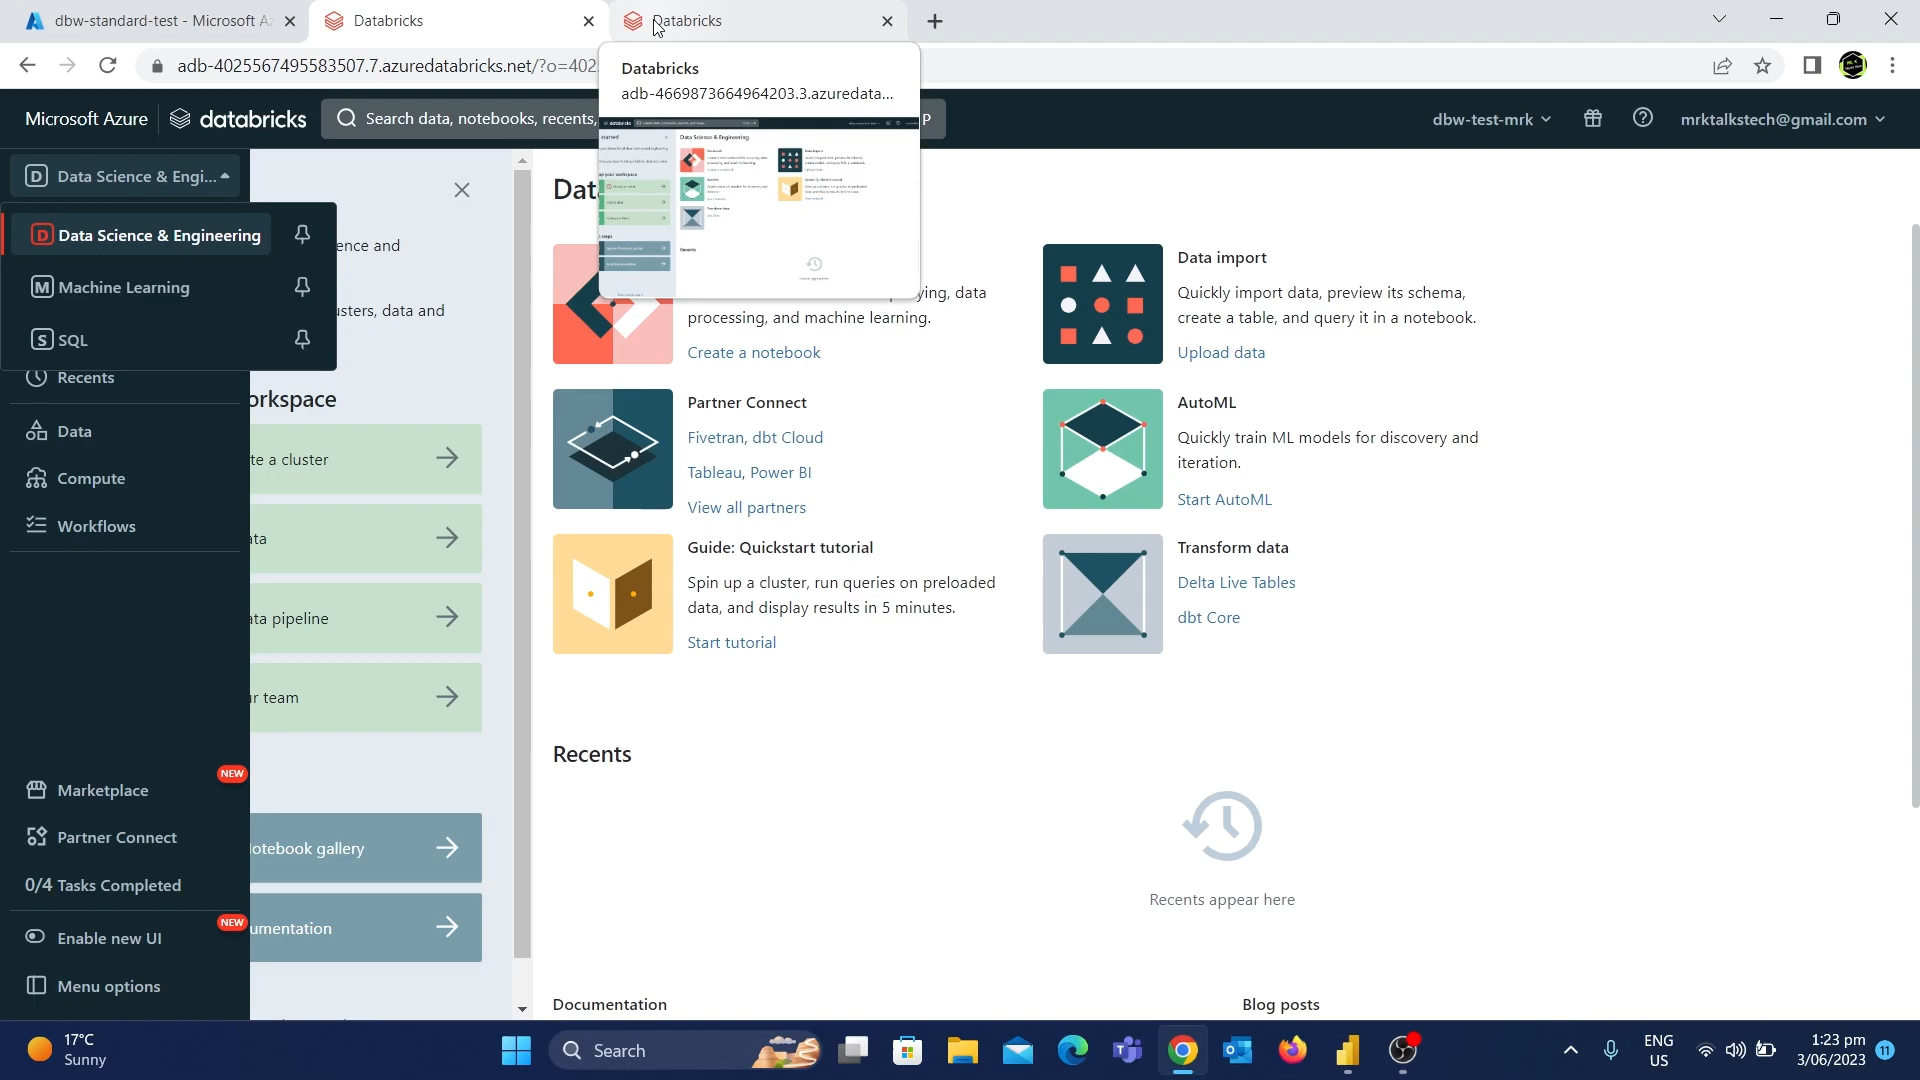 dbw-standard-test - Microsoft Az
Databricks
Databricks
adb-4025567495583507.7.azuredatabricks.net/?o=402
Databricks
adb-4669873664964203.3.azuredata...
Microsoft Azure
databricks
Search data, notebooks, recents,
P
dbw-test-mrk
mrktalkstech@gmail.com
D Data Science & Engi...
D Data Science & Engineering
M Machine Learning
S SQL
Recents
Data
Compute
Workflows
NEW
Marketplace
Partner Connect
0/4 Tasks Completed
NEW
Enable new UI
Menu options
ence and
usters, data and
orkspace
te a cluster
ata
ata pipeline
ur team
lotebook gallery
umentation
Data Science & Engineering
Dat
ying, data
processing, and machine learning.
Create a notebook
Data import
Quickly import data, preview its schema,
create a table, and query it in a notebook.
Upload data
Partner Connect
Fivetran, dbt Cloud
Tableau, Power BI
View all partners
AutoML
Quickly train ML models for discovery and
iteration.
Start AutoML
Guide: Quickstart tutorial
Spin up a cluster, run queries on preloaded
data, and display results in 5 minutes.
Start tutorial
Transform data
Delta Live Tables
dbt Core
Recents
Recents appear here
Documentation
Blog posts
17°C
Sunny
Search
ENG
US
1:23 pm
3/06/2023
11